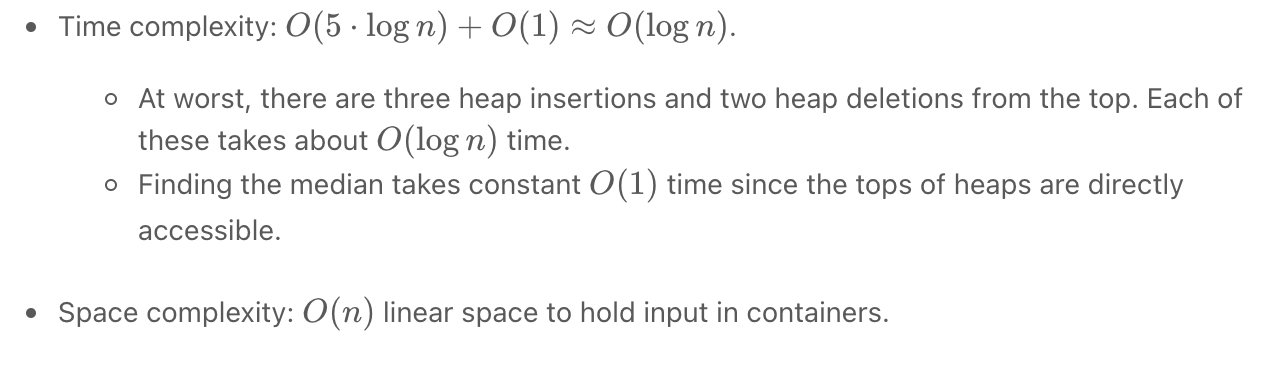 • Time complexity: O(5 · log n) + O(1) ≈ O(log n).
◦ At worst, there are three heap insertions and two heap deletions from the top. Each of
these takes about O(log n) time.
◦ Finding the median takes constant O(1) time since the tops of heaps are directly
accessible.
• Space complexity: O(n) linear space to hold input in containers.